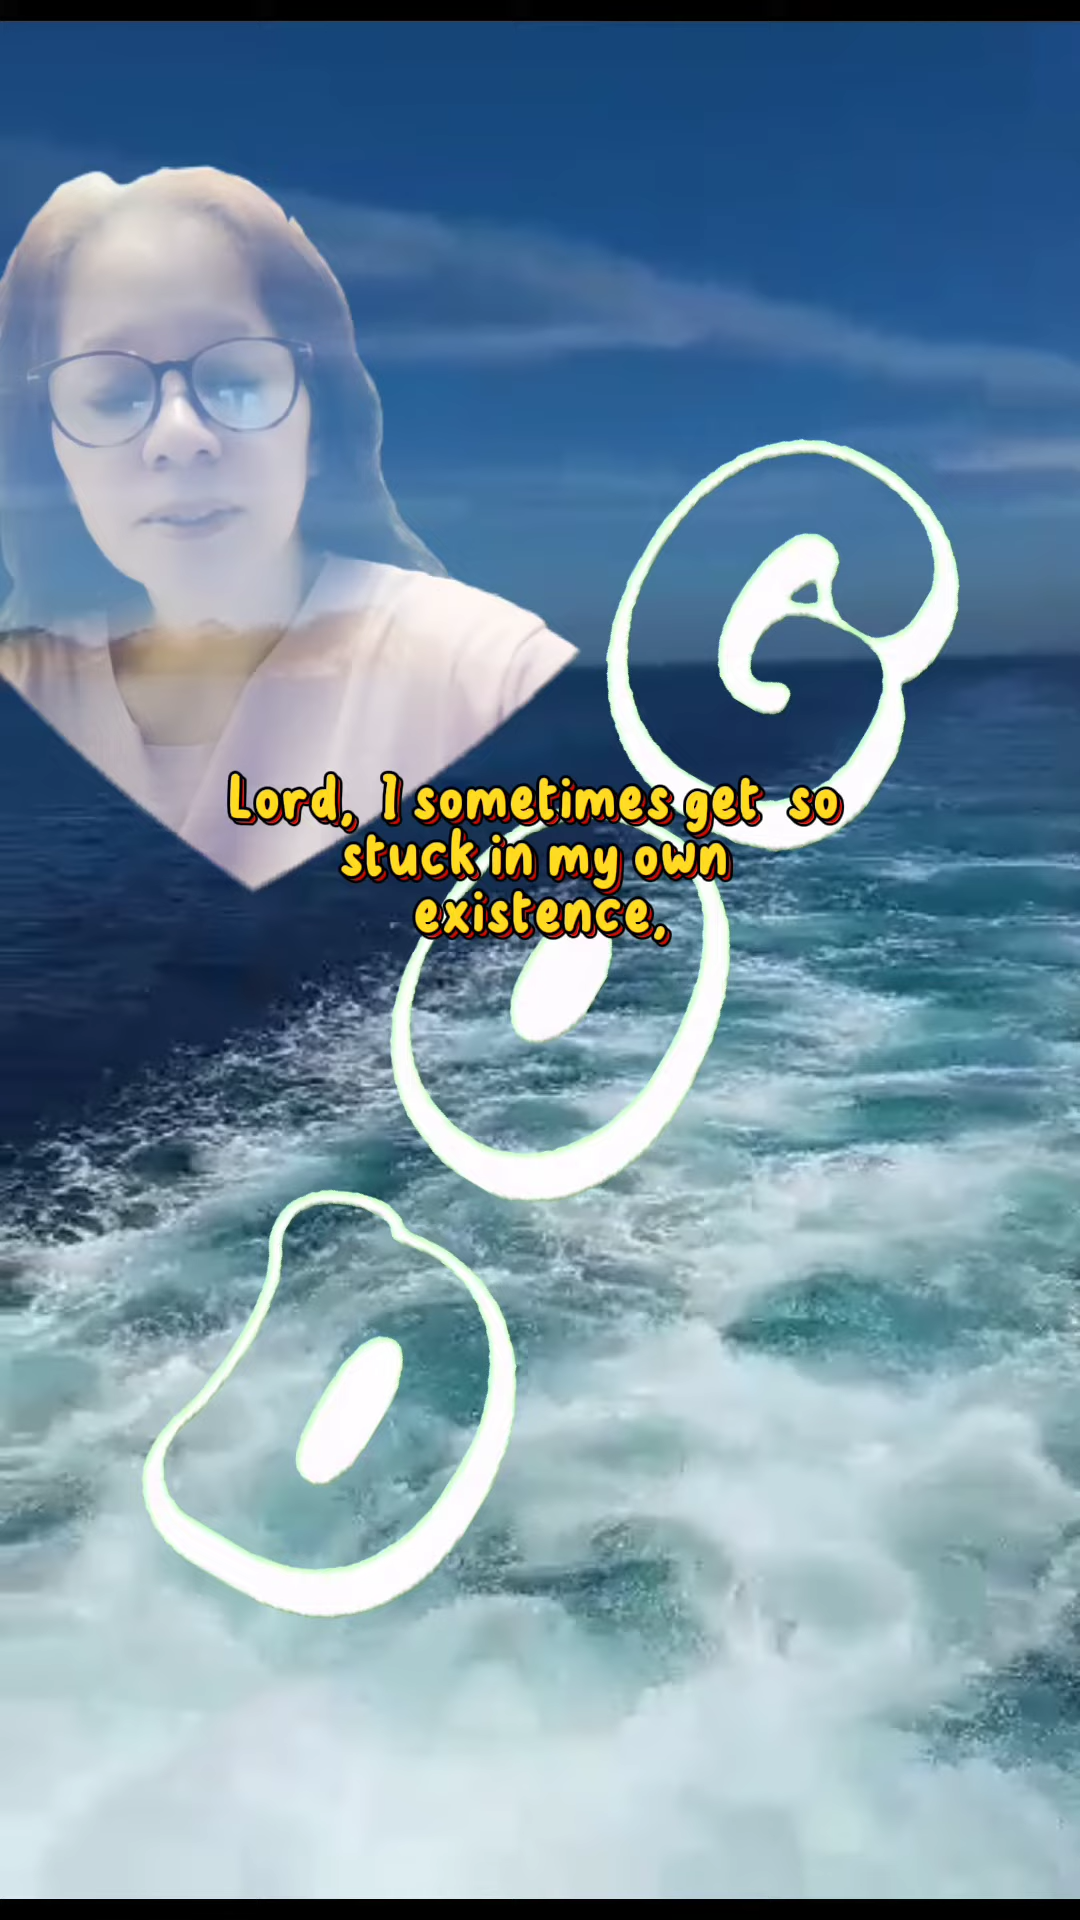 G
O
D
Lord, I sometimes get so
stuck in my own
existence,